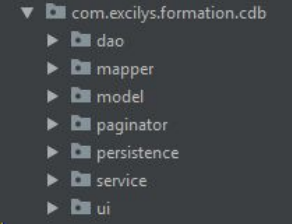 com.excilys.formation.cdb
dao
mapper
model
paginator
persistence
service
ui